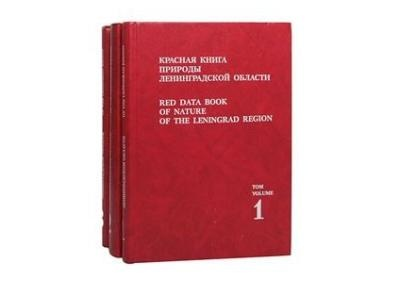 КРАСНАЯ КНИГА
ПРИРОДЫ
ЛЕНИНГРАДСКОЙ ОБЛАСТИ
RED DATA BOOK
OF NATURE
OF THE LENINGRAD REGION
ТОМ
VOLUME
1